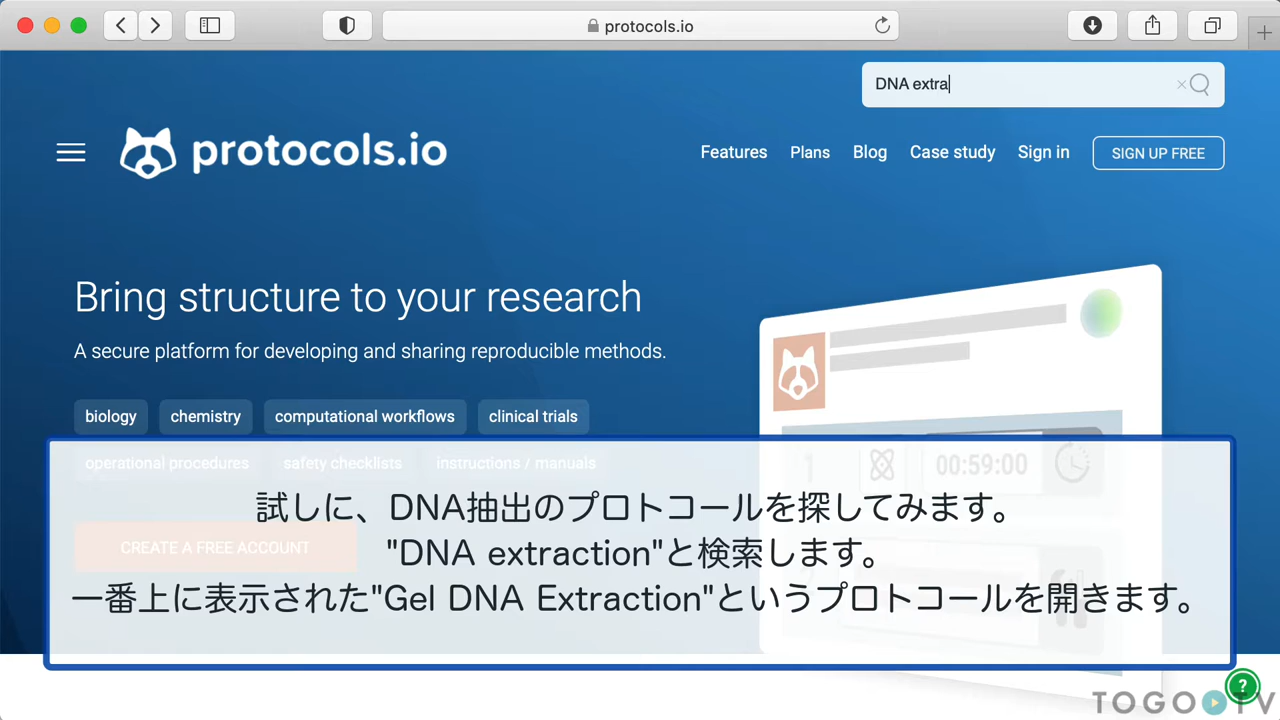 protocols.io
DNA extra
protocols.io
Features Plans Blog Case study Sign in SIGN UP FREE
Bring structure to your research
A secure platform for developing and sharing reproducible methods.
biology chemistry computational workflows clinical trials
operational procedures safety checklists instructions / manuals
1 00:59:00
試しに、DNA抽出のプロトコールを探してみます。
CREATE A FREE ACCOUNT
"DNA extraction"と検索します。
一番上に表示された"Gel DNA Extraction"というプロトコールを開きます。
?
TOGO TV